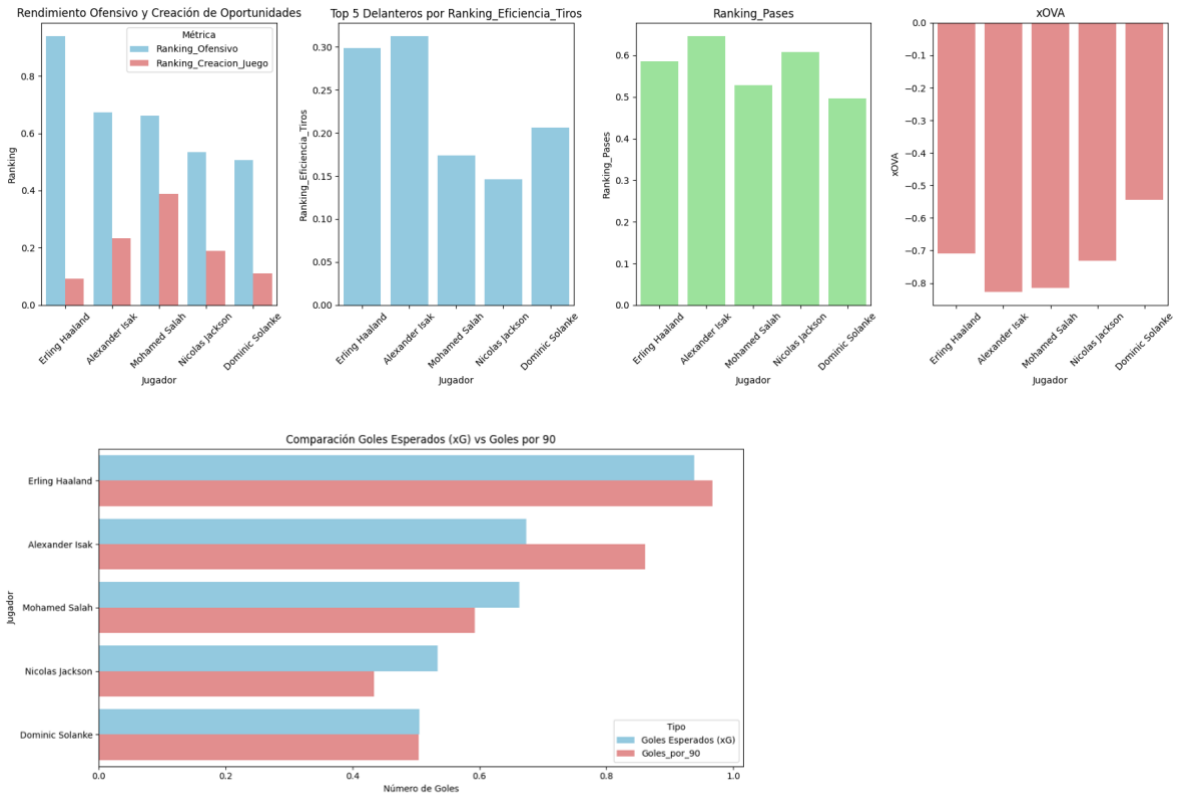 Rendimiento Ofensivo y Creación de Oportunidades
Métrica
Ranking_Ofensivo
Ranking_Creacion_Juego
Ranking
0.8
0.6
0.4
0.2
0.0
Erling Haaland
Alexander Isak
Mohamed Salah
Nicolas Jackson
Dominic Solanke
Jugador
Top 5 Delanteros por Ranking_Eficiencia_Tiros
Ranking_Eficiencia_Tiros
0.30
0.25
0.20
0.15
0.10
0.05
0.00
Erling Haaland
Alexander Isak
Mohamed Salah
Nicolas Jackson
Dominic Solanke
Jugador
Ranking_Pases
Ranking_Pases
0.6
0.5
0.4
0.3
0.2
0.1
0.0
Erling Haaland
Alexander Isak
Mohamed Salah
Nicolas Jackson
Dominic Solanke
Jugador
xOVA
xOVA
0.0
−0.1
−0.2
−0.3
−0.4
−0.5
−0.6
−0.7
−0.8
Erling Haaland
Alexander Isak
Mohamed Salah
Nicolas Jackson
Dominic Solanke
Jugador
Comparación Goles Esperados (xG) vs Goles por 90
Jugador
Erling Haaland
Alexander Isak
Mohamed Salah
Nicolas Jackson
Dominic Solanke
Tipo
Goles Esperados (xG)
Goles_por_90
0.0 0.2 0.4 0.6 0.8 1.0
Número de Goles